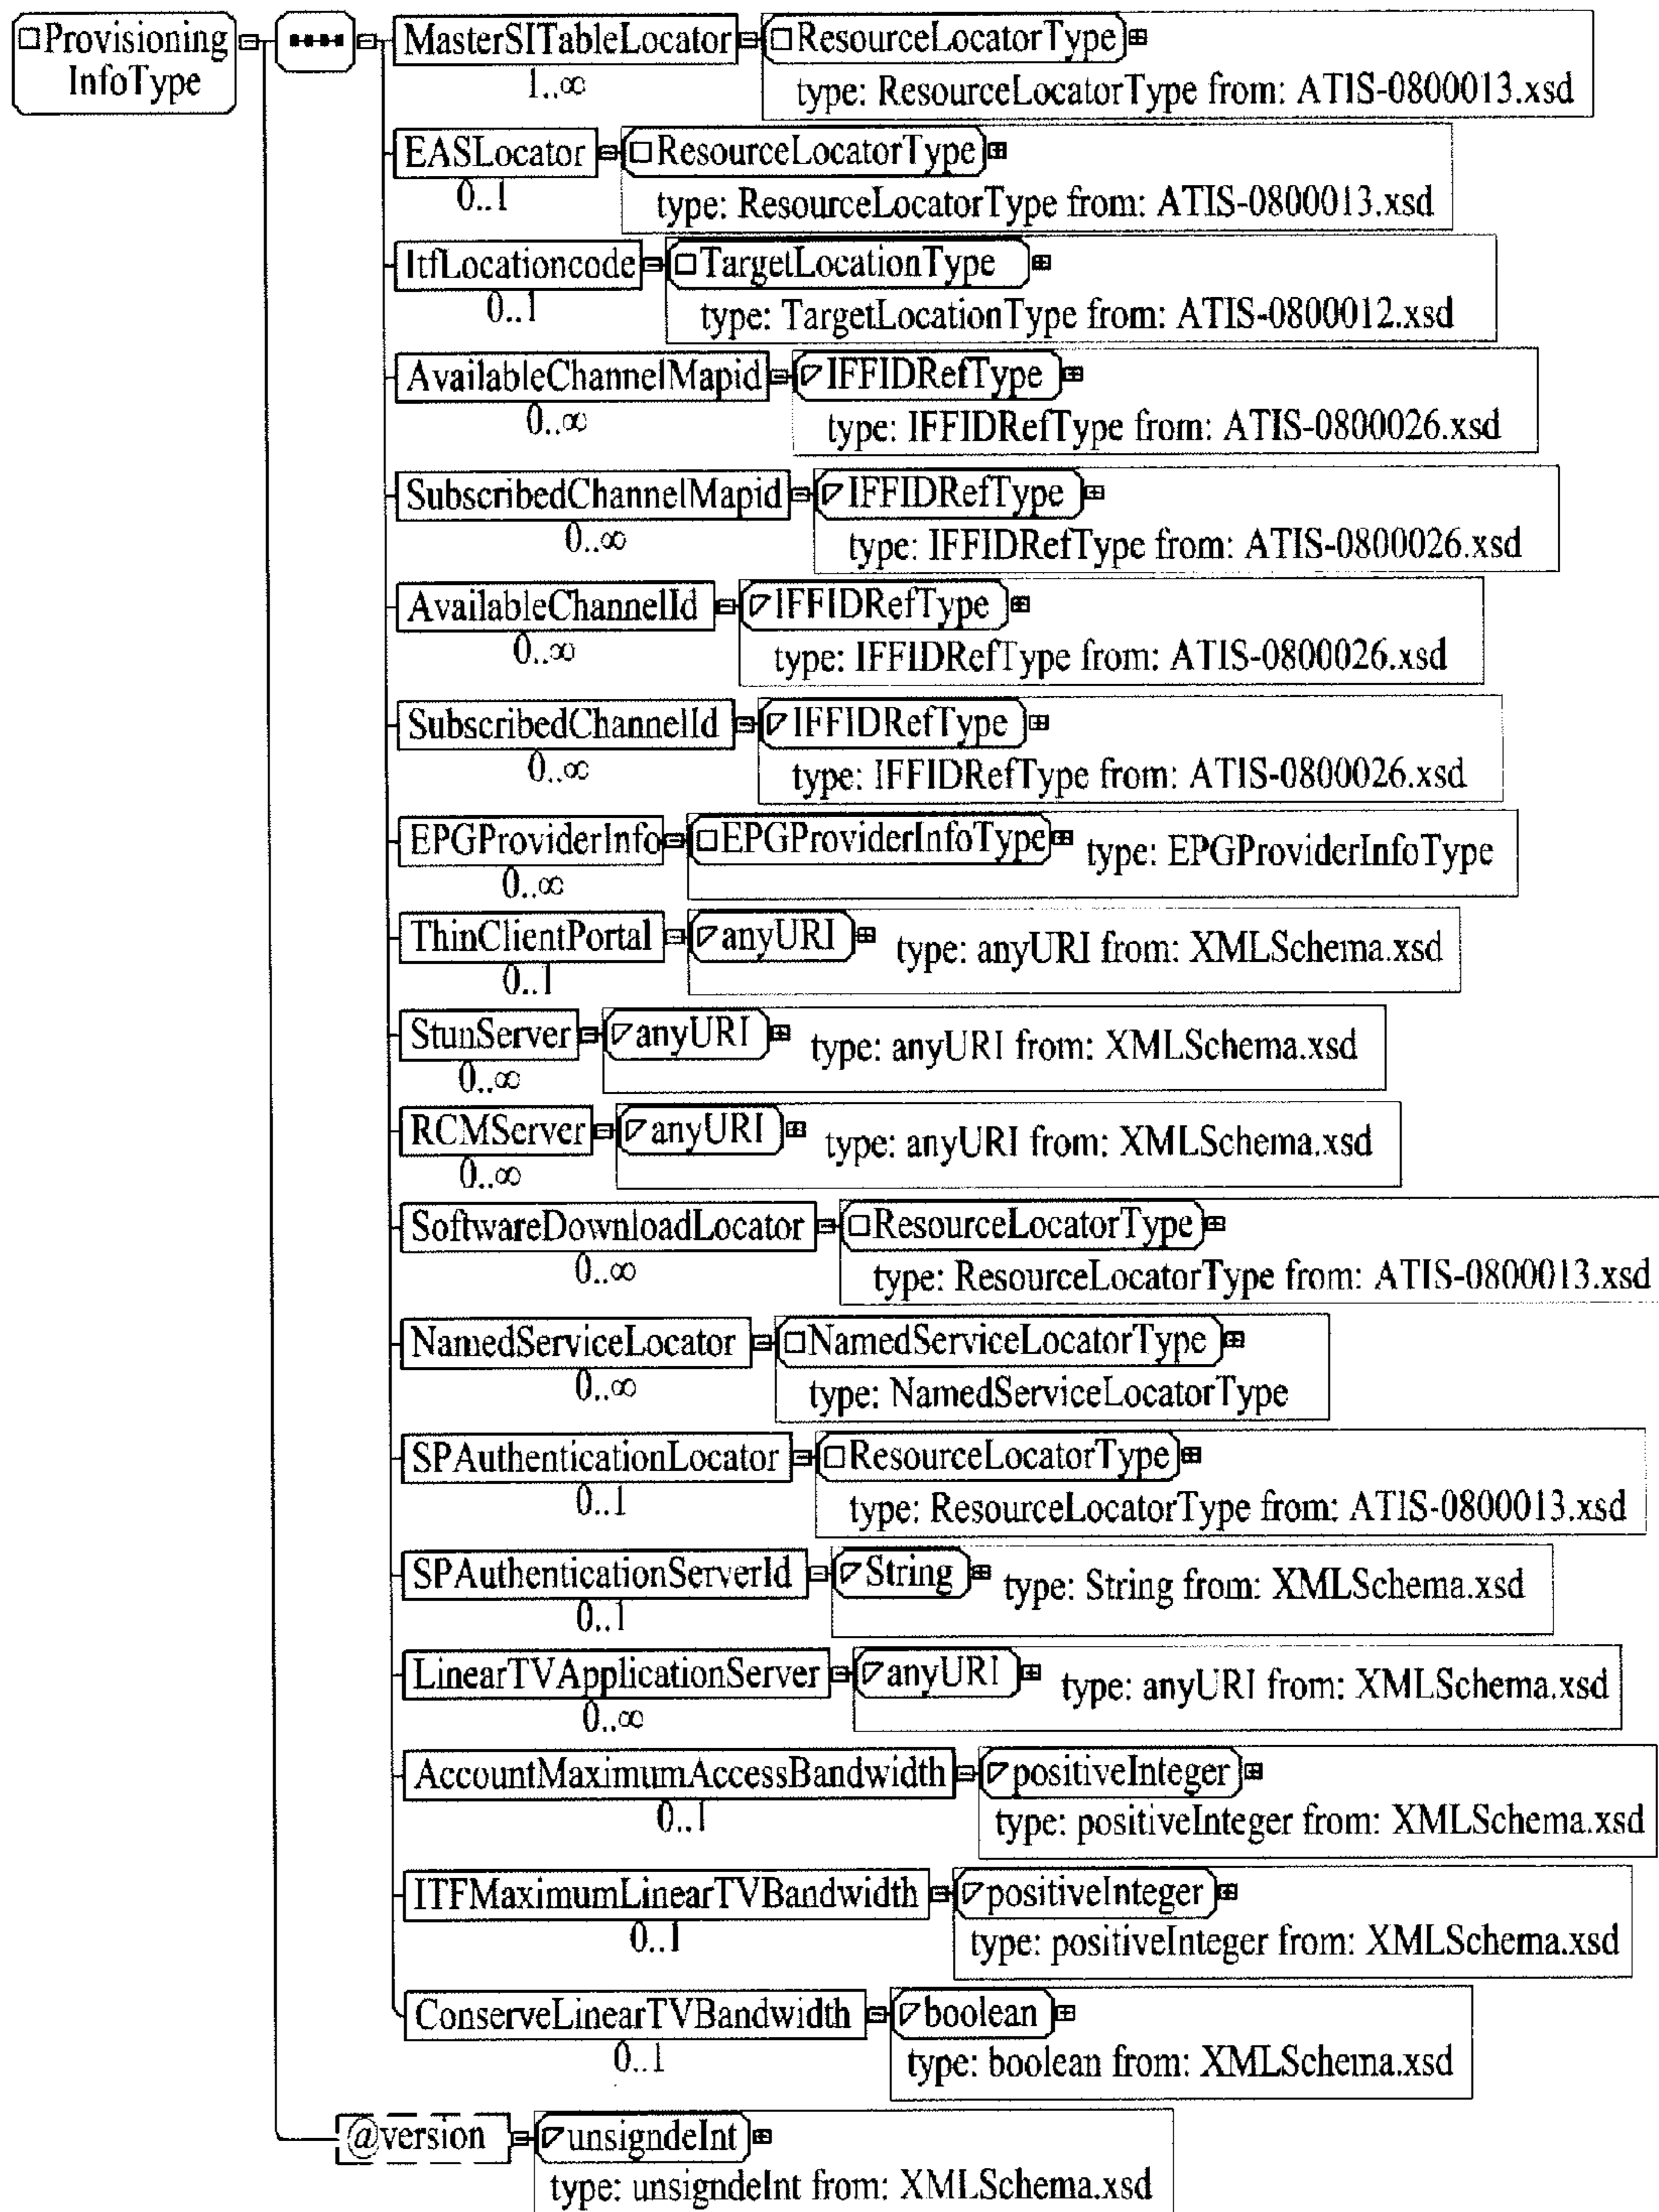 Provisioning
InfoType
MasterSITableLocator ResourceLocatorType
1..∞
type: ResourceLocatorType from: ATIS-0800013.xsd
EASLocator ResourceLocatorType
0..1
type: ResourceLocatorType from: ATIS-0800013.xsd
ItfLocationcode TargetLocationType
0..1
type: TargetLocationType from: ATIS-0800012.xsd
AvailableChannelMapid IFFIDRefType
0..∞
type: IFFIDRefType from: ATIS-0800026.xsd
SubscribedChannelMapid IFFIDRefType
0..∞
type: IFFIDRefType from: ATIS-0800026.xsd
AvailableChannelId IFFIDRefType
0..∞
type: IFFIDRefType from: ATIS-0800026.xsd
SubscribedChannelId IFFIDRefType
0..∞
type: IFFIDRefType from: ATIS-0800026.xsd
EPGProviderInfo EPGProviderInfoType type: EPGProviderInfoType
0..∞
ThinClientPortal anyURI type: anyURI from: XMLSchema.xsd
0..1
StunServer anyURI type: anyURI from: XMLSchema.xsd
0..∞
RCMServer anyURI type: anyURI from: XMLSchema.xsd
0..∞
SoftwareDownloadLocator ResourceLocatorType
0..∞
type: ResourceLocatorType from: ATIS-0800013.xsd
NamedServiceLocator NamedServiceLocatorType
0..∞
type: NamedServiceLocatorType
SPAuthenticationLocator ResourceLocatorType
0..1
type: ResourceLocatorType from: ATIS-0800013.xsd
SPAuthenticationServerId String type: String from: XMLSchema.xsd
0..1
LinearTVApplicationServer anyURI type: anyURI from: XMLSchema.xsd
0..∞
AccountMaximumAccessBandwidth positiveInteger
0..1
type: positiveInteger from: XMLSchema.xsd
ITFMaximumLinearTVBandwidth positiveInteger
0..1
type: positiveInteger from: XMLSchema.xsd
ConserveLinearTVBandwidth boolean
0..1
type: boolean from: XMLSchema.xsd
@version unsigndeInt
type: unsigndeInt from: XMLSchema.xsd